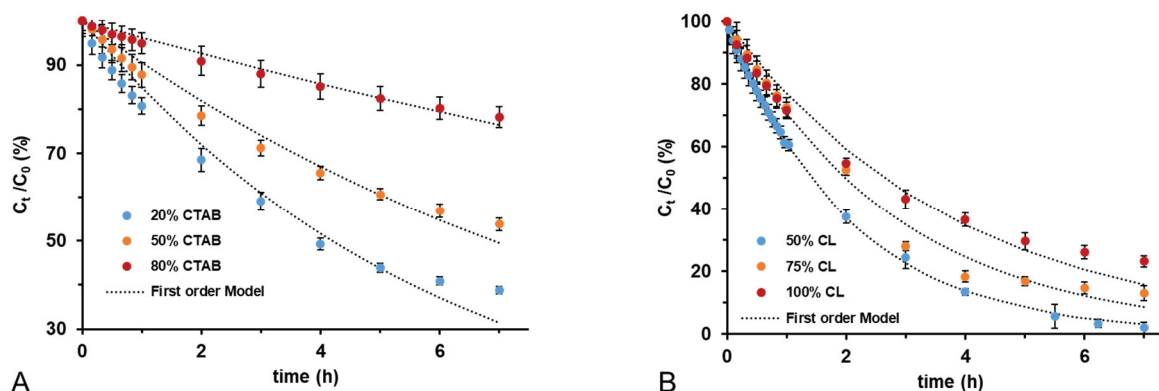 90
70
50
30
Cₜ /C₀ (%)
20% CTAB
50% CTAB
80% CTAB
First order Model
0
2
4
6
time (h)
A
100
80
60
40
20
0
Cₜ /C₀ (%)
50% CL
75% CL
100% CL
First order Model
0
2
4
6
time (h)
B